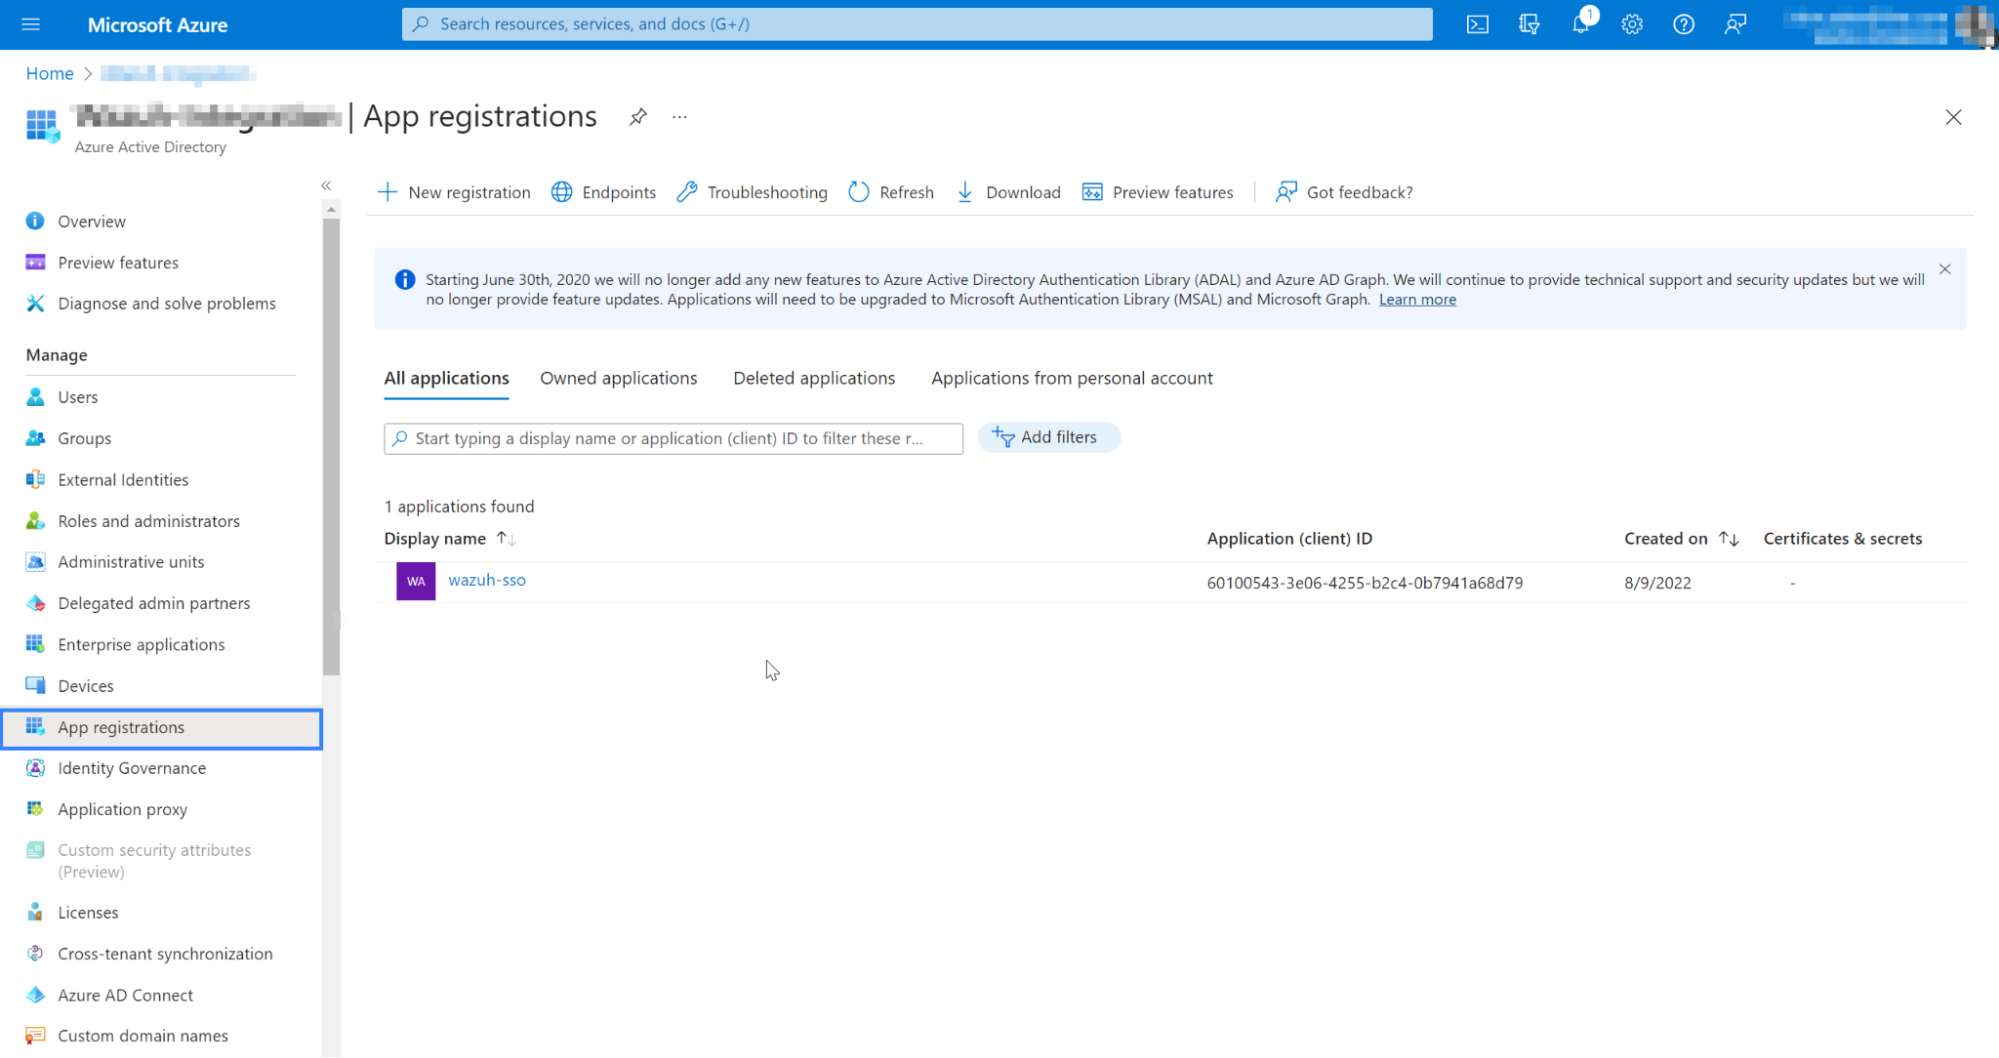 Microsoft Azure
Search resources, services, and docs (G+/)
1
Home >
| App registrations
Azure Active Directory
New registration
Endpoints
Troubleshooting
Refresh
Download
Preview features
Got feedback?
Overview
Preview features
Diagnose and solve problems
Manage
Users
Groups
External Identities
Roles and administrators
Administrative units
Delegated admin partners
Enterprise applications
Devices
App registrations
Identity Governance
Application proxy
Custom security attributes
(Preview)
Licenses
Cross-tenant synchronization
Azure AD Connect
Custom domain names
Starting June 30th, 2020 we will no longer add any new features to Azure Active Directory Authentication Library (ADAL) and Azure AD Graph. We will continue to provide technical support and security updates but we will
no longer provide feature updates. Applications will need to be upgraded to Microsoft Authentication Library (MSAL) and Microsoft Graph. Learn more
All applications
Owned applications
Deleted applications
Applications from personal account
Start typing a display name or application (client) ID to filter these r...
Add filters
1 applications found
Display name
Application (client) ID
Created on
Certificates & secrets
WA
wazuh-sso
60100543-3e06-4255-b2c4-0b7941a68d79
8/9/2022
-